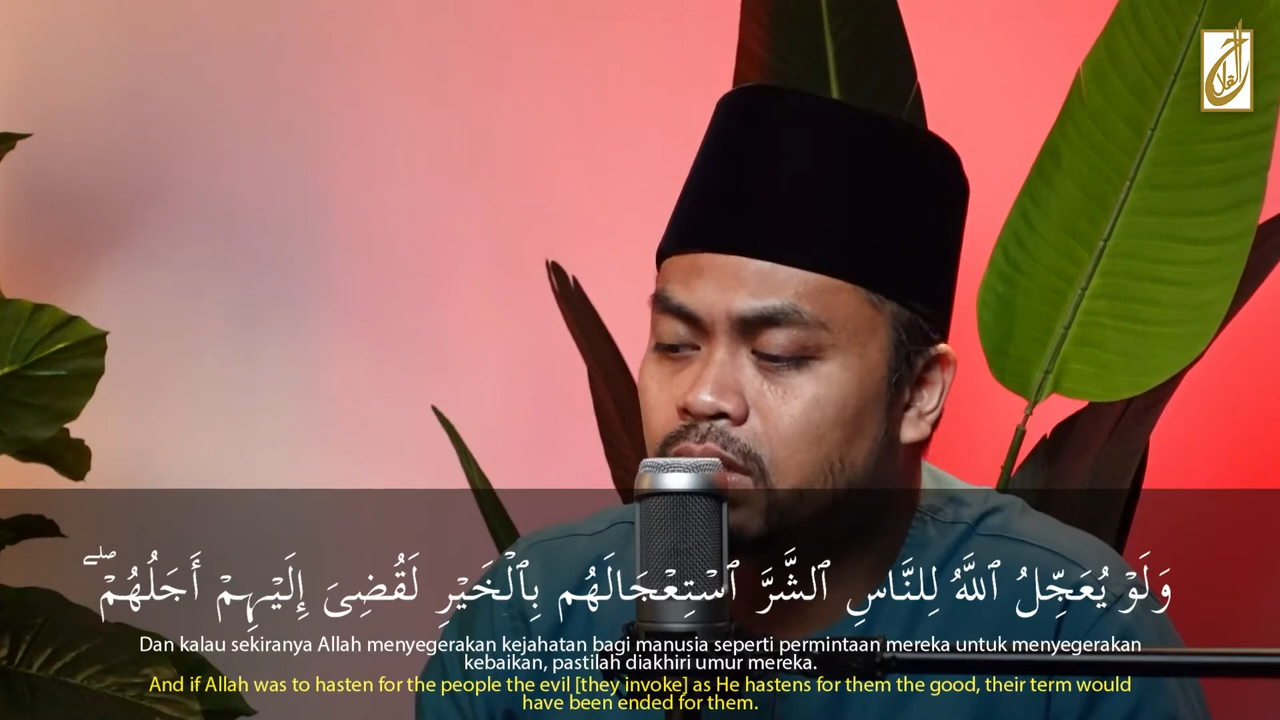 وَلَوْ يُعَجِّلُ ٱللَّهُ لِلنَّاسِ ٱلشَّرَّ ٱسْتِعْجَالَهُم بِٱلْخَيْرِ لَقُضِىَ إِلَيْهِمْ أَجَلُهُمْ ۖ
Dan kalau sekiranya Allah menyegerakan kejahatan bagi manusia seperti permintaan mereka untuk menyegerakan
kebaikan, pastilah diakhiri umur mereka.
And if Allah was to hasten for the people the evil [they invoke] as He hastens for them the good, their term would
have been ended for them.